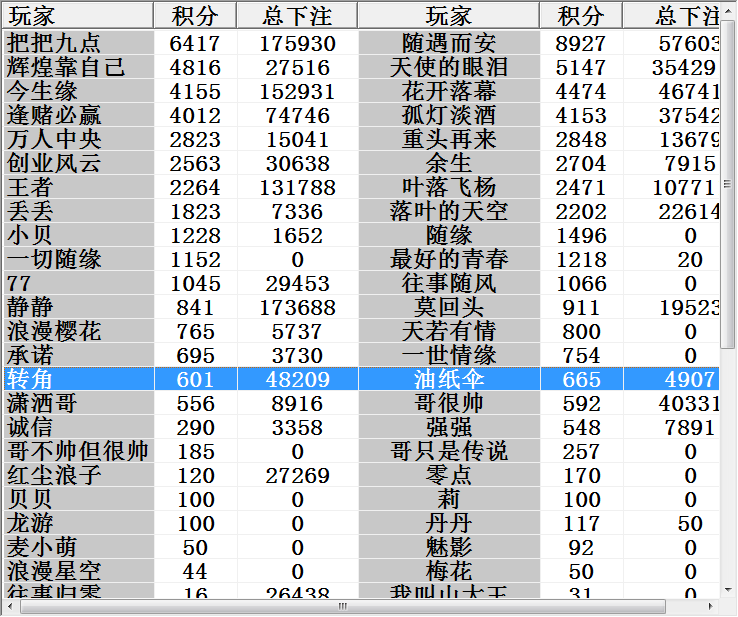 玩家 积分 总下注 玩家 积分 总下注
把把九点 6417 175930 随遇而安 8927 57603
辉煌靠自己 4816 27516 天使的眼泪 5147 35429
今生缘 4155 152931 花开落幕 4474 46741
逢赌必赢 4012 74746 孤灯淡酒 4153 37542
万人中央 2823 15041 重头再来 2848 13679
创业风云 2563 30638 余生 2704 7915
王者 2264 131788 叶落飞杨 2471 10771
丢丢 1823 7336 落叶的天空 2202 22614
小贝 1228 1652 随缘 1496 0
一切随缘 1152 0 最好的青春 1218 20
77 1045 29453 往事随风 1066 0
静静 841 173688 莫回头 911 19523
浪漫樱花 765 5737 天若有情 800 0
承诺 695 3730 一世情缘 754 0
转角 601 48209 油纸伞 665 4907
潇洒哥 556 8916 哥很帅 592 40331
诚信 290 3358 强强 548 7891
哥不帅但很帅 185 0 哥只是传说 257 0
红尘浪子 120 27269 零点 170 0
贝贝 100 0 莉 100 0
龙游 100 0 丹丹 117 50
麦小萌 50 0 魅影 92 0
浪漫星空 44 0 梅花 50 0
往事归零 16 26438 我叫山大王 31 0